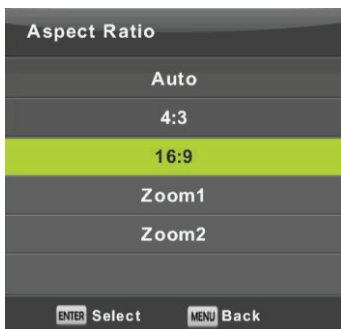 Aspect Ratio
Auto
4:3
16:9
Zoom1
Zoom2
ENTER Select MENU Back